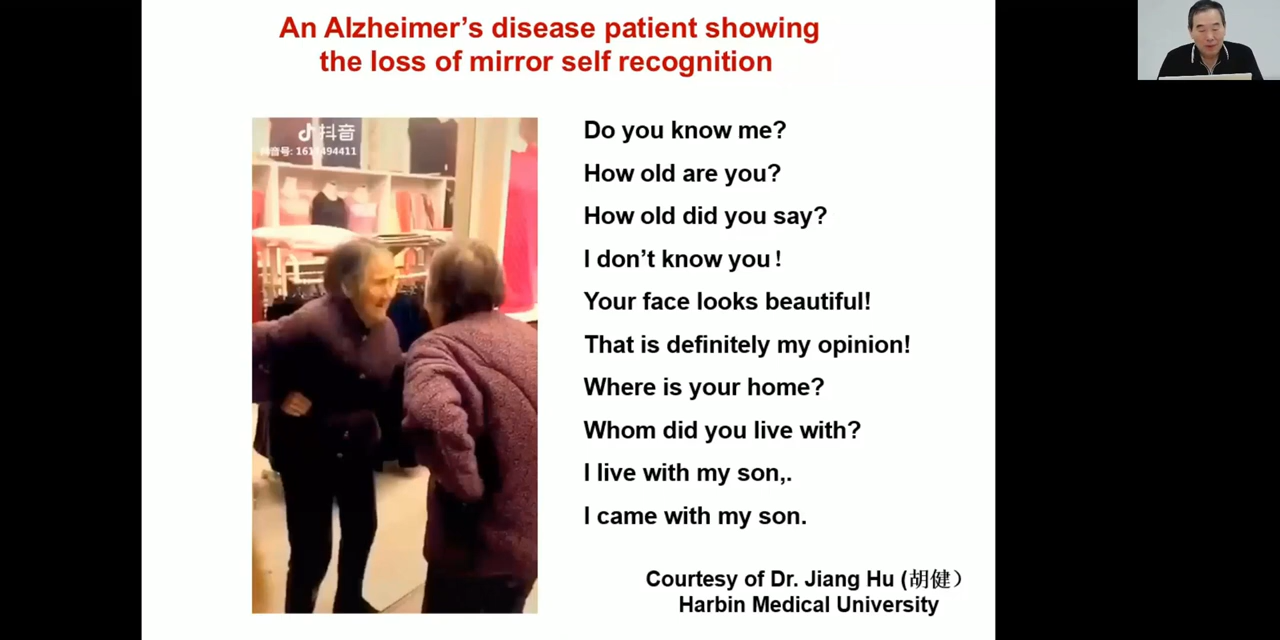 An Alzheimer's disease patient showing
the loss of mirror self recognition
抖音
Do you know me?
How old are you?
How old did you say?
I don't know you！
Your face looks beautiful!
That is definitely my opinion!
Where is your home?
Whom did you live with?
I live with my son,.
I came with my son.
Courtesy of Dr. Jiang Hu (胡健）
Harbin Medical University